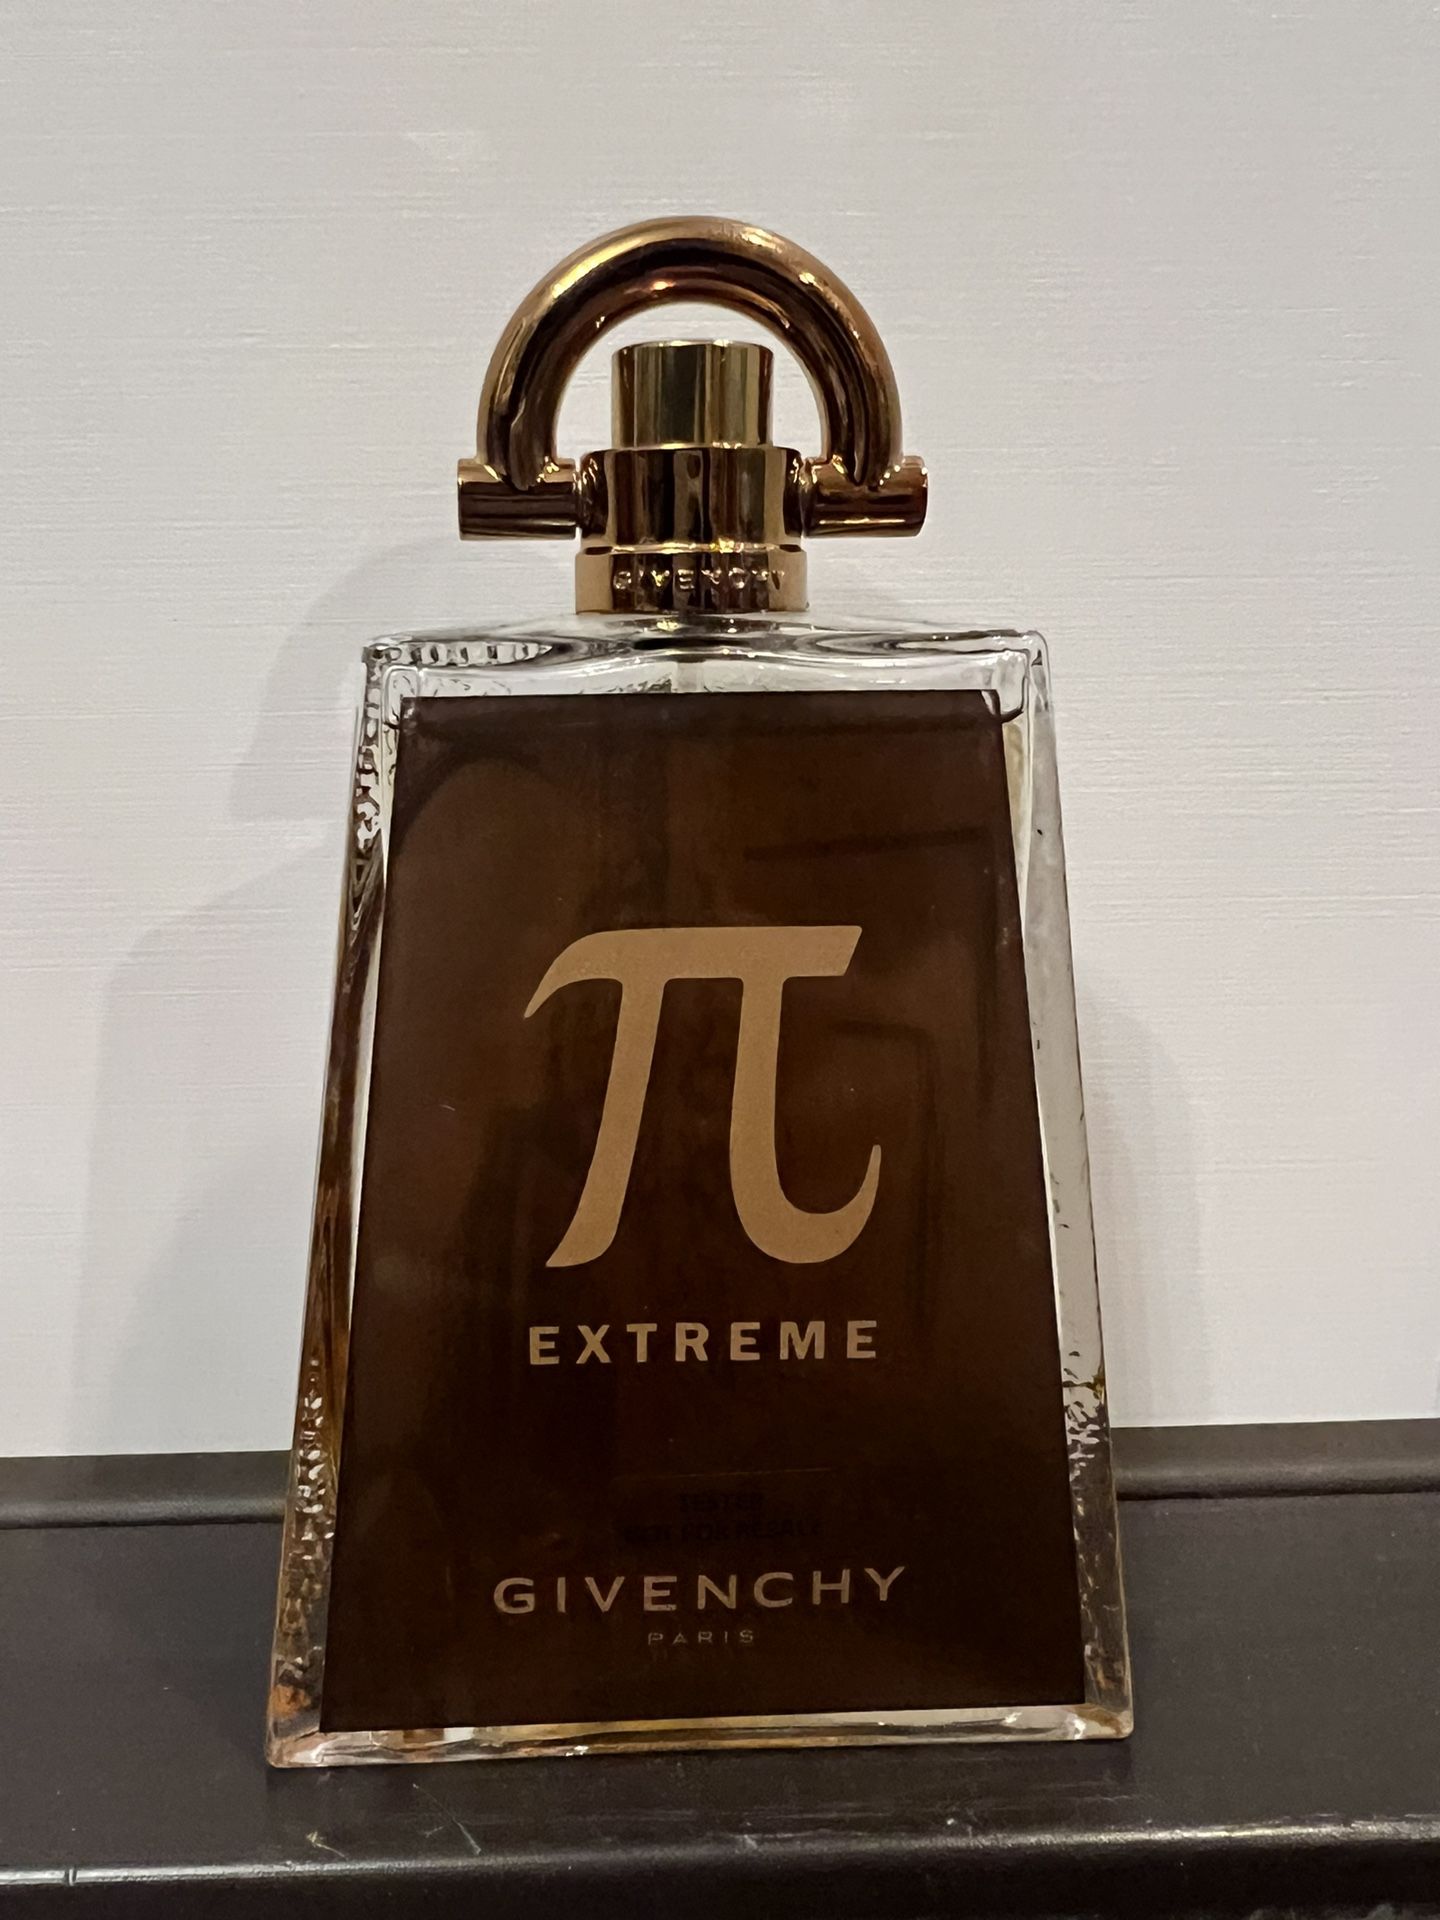 GIVENCHY
π
EXTREME
TESTER
NOT FOR RESALE
GIVENCHY
PARIS